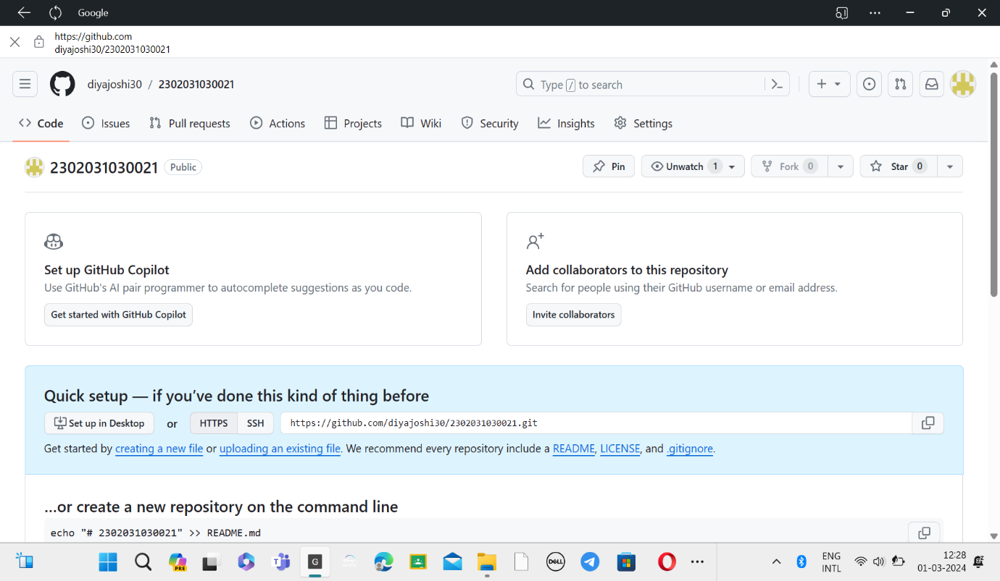 Google
https://github.com
diyajoshi30/2302031030021
diyajoshi30 / 2302031030021
Type / to search
Code Issues Pull requests Actions Projects Wiki Security Insights Settings
2302031030021 Public
Pin Unwatch 1 Fork 0 Star 0
Set up GitHub Copilot
Use GitHub's AI pair programmer to autocomplete suggestions as you code.
Get started with GitHub Copilot
Add collaborators to this repository
Search for people using their GitHub username or email address.
Invite collaborators
Quick setup — if you’ve done this kind of thing before
Set up in Desktop or HTTPS SSH https://github.com/diyajoshi30/2302031030021.git
Get started by creating a new file or uploading an existing file. We recommend every repository include a README, LICENSE, and .gitignore.
…or create a new repository on the command line
echo "# 2302031030021" >> README.md
PRE
T
G
DELL
ENG
INTL
12:28
01-03-2024